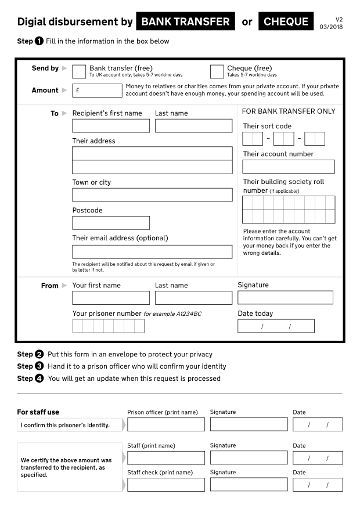 Digial disbursement by BANK TRANSFER or CHEQUE V2 03/2018
Step 1 Fill in the information in the box below
Send by Bank transfer (free) Cheque (free)
To UK account only, takes 5-7 working days Takes 5-7 working days
Amount £ Money to relatives or charities comes from your private account. If your private
account doesn't have enough money, your spending account will be used.
To Recipient's first name Last name FOR BANK TRANSFER ONLY
Their sort code
- -
Their address
Their account number
Town or city Their building society roll
number (if applicable)
Postcode
Please enter the account
information carefully. You can't get
your money back if you enter the
wrong details.
Their email address (optional)
The recipient will be notified about this request by email if given or
by letter if not.
From Your first name Last name Signature
Your prisoner number for example A1234BC Date today
/ /
Step 2 Put this form in an envelope to protect your privacy
Step 3 Hand it to a prison officer who will confirm your identity
Step 4 You will get an update when this request is processed
For staff use Prison officer (print name) Signature Date
I confirm this prisoner's identity. / /
Staff (print name) Signature Date
We certify the above amount was
transferred to the recipient, as
specified.
/ /
Staff check (print name) Signature Date
/ /